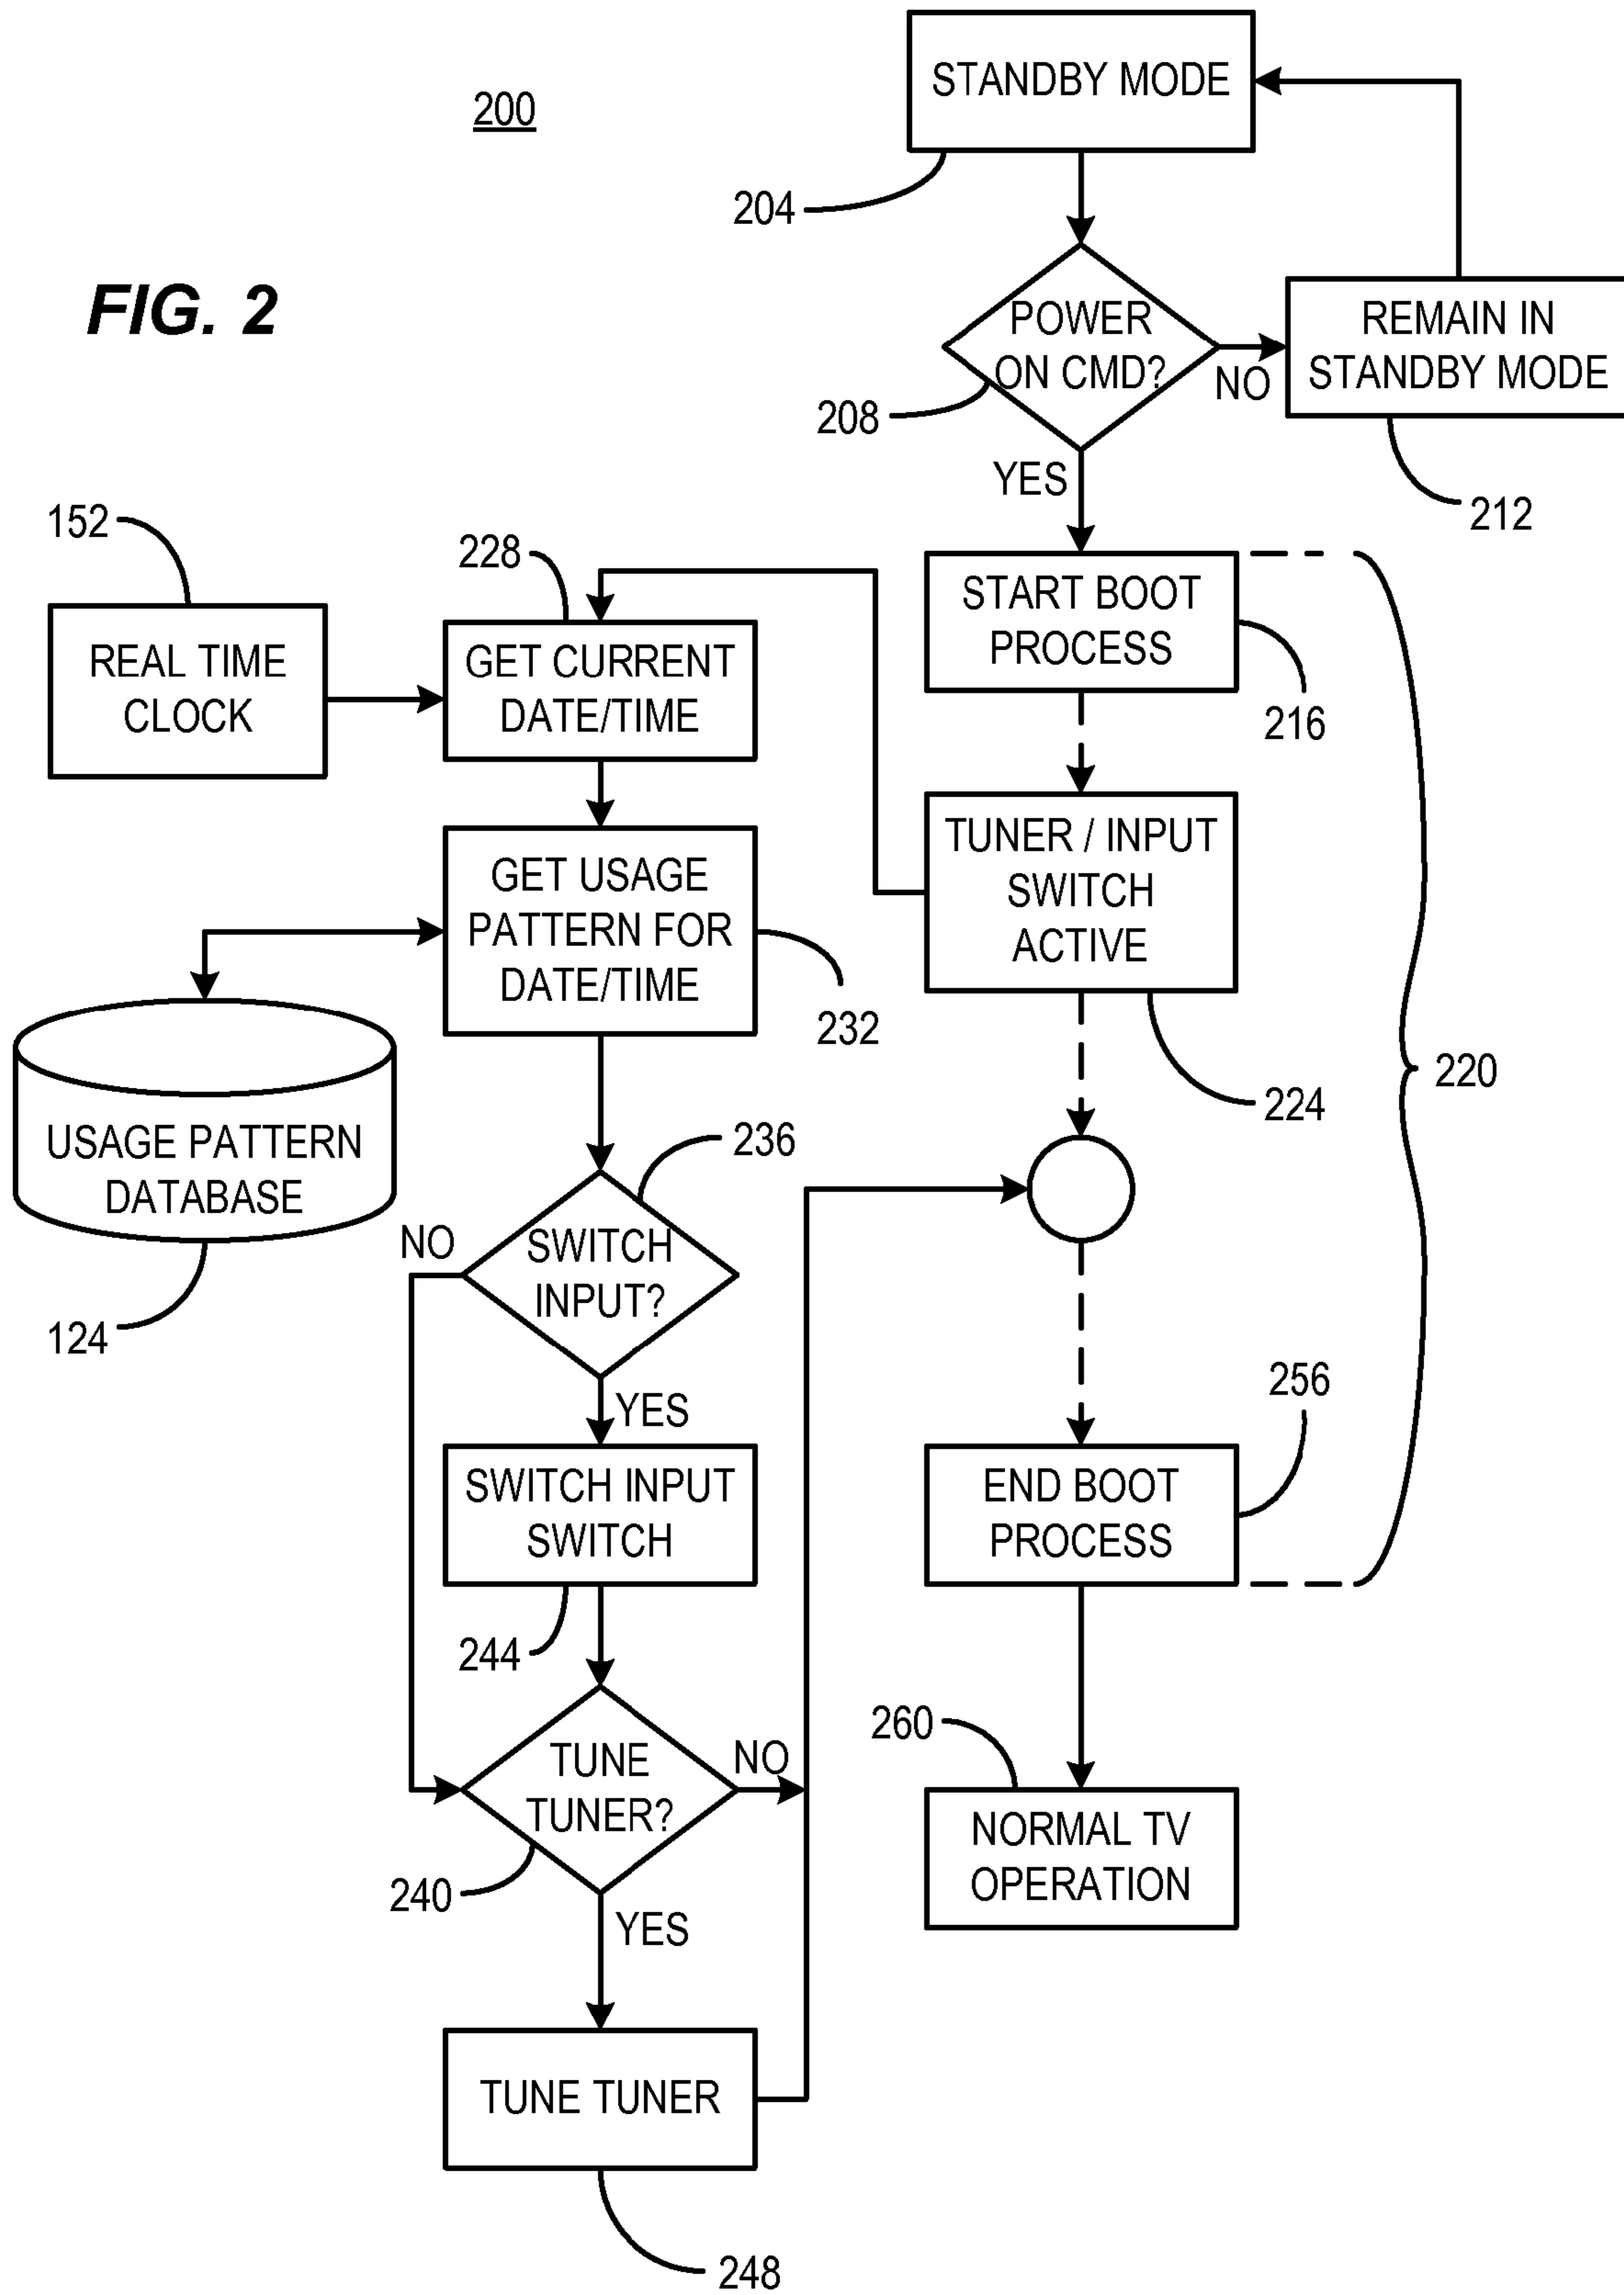 200
FIG. 2
STANDBY MODE
204
POWER
ON CMD?
208
NO
REMAIN IN
STANDBY MODE
212
YES
START BOOT
PROCESS
216
220
TUNER / INPUT
SWITCH
ACTIVE
224
152
REAL TIME
CLOCK
228
GET CURRENT
DATE/TIME
GET USAGE
PATTERN FOR
DATE/TIME
232
USAGE PATTERN
DATABASE
124
236
SWITCH
INPUT?
NO
YES
SWITCH INPUT
SWITCH
244
TUNE
TUNER?
NO
240
YES
TUNE TUNER
248
256
END BOOT
PROCESS
260
NORMAL TV
OPERATION